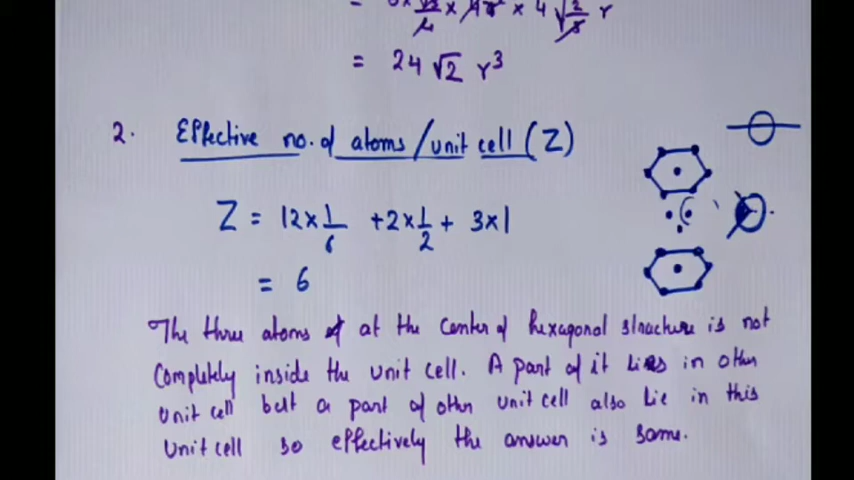 = 24 √2 r³
2. Effective no. of atoms/unit cell (Z)
Z = 12 × 1/6 + 2 × 1/2 + 3 × 1
= 6
The three atoms at the center of hexagonal structure is not
completely inside the unit cell. A part of it lies in other
unit cell but a part of other unit cell also lie in this
unit cell so effectively the answer is same.